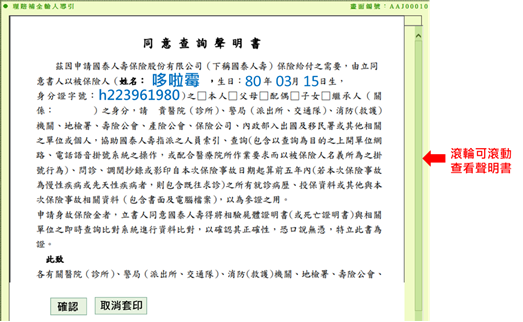 理賠補全輸入導引
畫面編號：AAJ00010
同意查詢聲明書
茲因申請國泰人壽保險股份有限公司（下稱國泰人壽）保險給付之需要，由立同
意書人以被保險人（姓名：哆啦霉，生日：80 年 03 月 15 日生，
身分證字號：h223961980)之□本人□父母□配偶□子女□繼承人（關
係：　　　　）之身分，請　貴醫院（診所）、警局（派出所、交通隊）、消防(救護)
機關、地檢署、壽險公會、產險公會、保險公司、內政部入出國及移民署或其他相關
之單位或個人，協助國泰人壽指派之人員索引、查詢(包含以查詢為目的之上開單位網
路、電話語音掛號系統之操作，或配合醫療院所作業要求而以被保險人名義所為之掛
號行為)、問診、調閱抄錄或影印自本次保險事故日期起算前五年內(若本次保險事故
為慢性疾病或先天性疾病者，則包含既往求診)之所有就診病歷、投保資料或其他與本
次保險事故相關資料（包含書面及電腦檔案），以為參證之用。
申請身故保險金者，立書人同意國泰人壽得將相驗屍體證明書(或死亡證明書)與相關
單位之即時查詢比對系統進行資料比對，以確認其正確性，恐口說無憑，特立此書為
證。
此致
各有關醫院（診所）、警局（派出所、交通隊）、消防(救護)機關、地檢署、壽險公會、
確認
取消套印
滾輪可滾動
查看聲明書